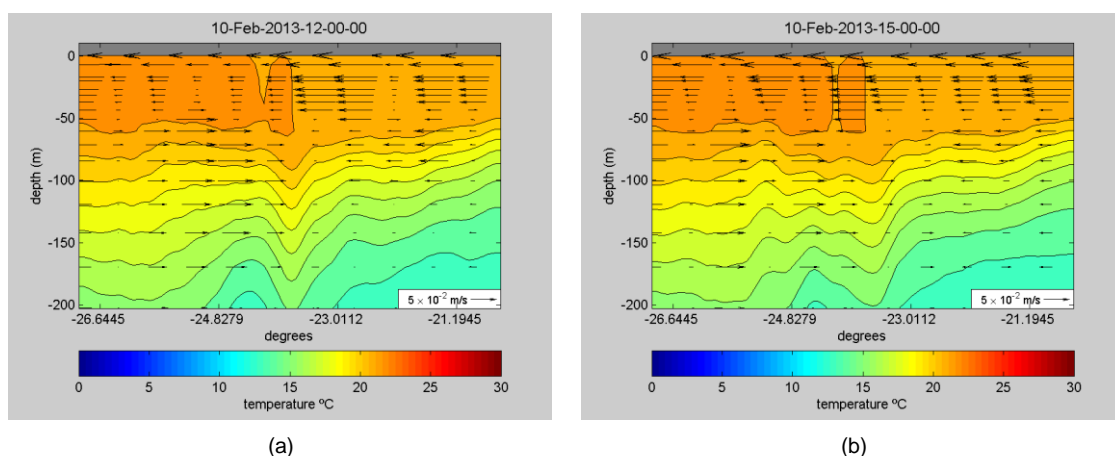 10-Feb-2013-12-00-00
0
-50
-100
-150
-200
depth (m)
5 × 10-2 m/s
-26.6445 -24.8279 -23.0112 -21.1945
degrees
0 5 10 15 20 25 30
temperature ºC
(a)
10-Feb-2013-15-00-00
0
-50
-100
-150
-200
depth (m)
5 × 10-2 m/s
-26.6445 -24.8279 -23.0112 -21.1945
degrees
0 5 10 15 20 25 30
temperature ºC
(b)